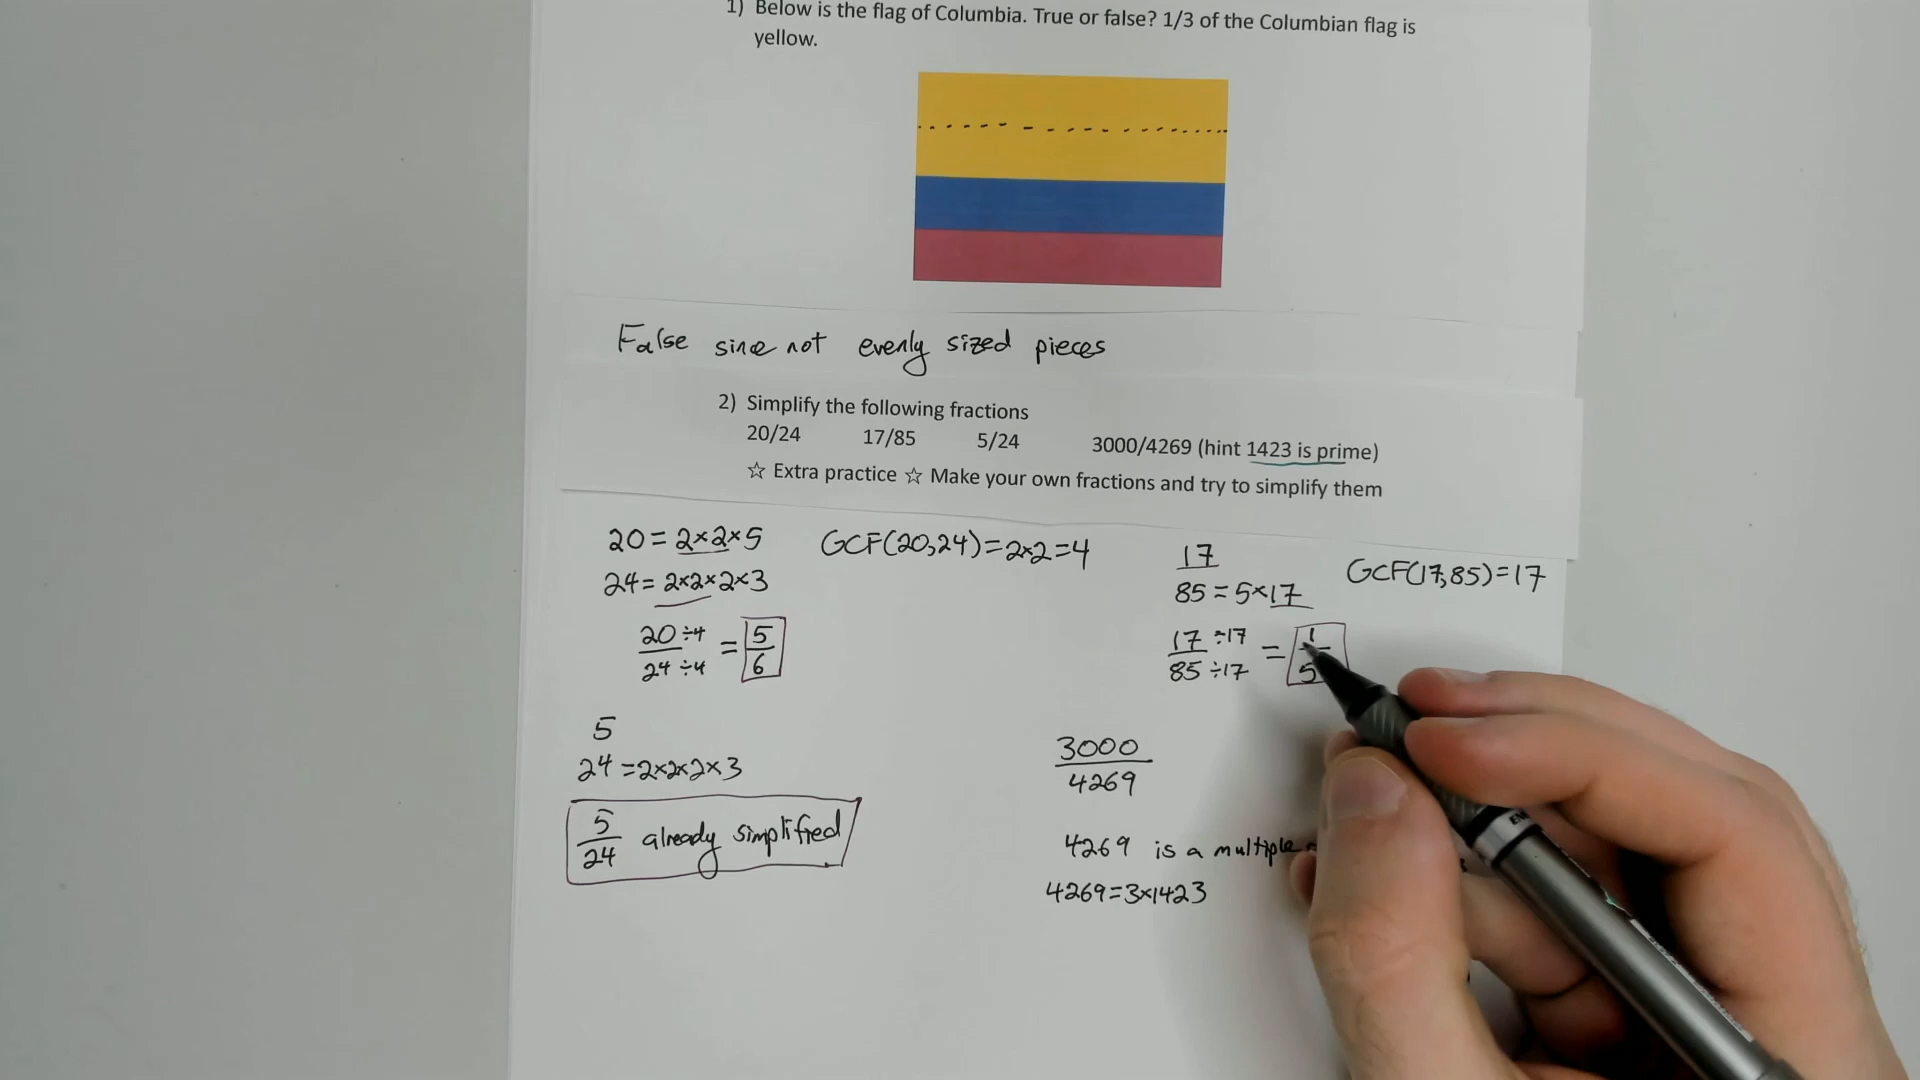 1) Below is the flag of Columbia. True or false? 1/3 of the Columbian flag is
yellow.
False since not evenly sized pieces
2) Simplify the following fractions
20/24 17/85 5/24 3000/4269 (hint 1423 is prime)
☆ Extra practice ☆ Make your own fractions and try to simplify them
20 = 2×2×5
24 = 2×2×2×3
GCF(20,24)=2×2=4
20 ÷4
24 ÷4
=
5
6
17
85 = 5×17
GCF(17,85)=17
17 ÷17
85 ÷17
=
1
5
5
24 =2×2×2×3
5
24
already simplified
3000
4269
4269 is a multiple
4269=3×1423